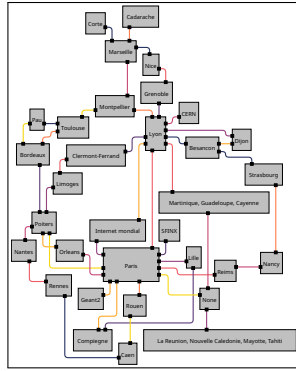 Cadarache
Corte
Marseille
Nice
Grenoble
Montpellier
CERN
Pau
Toulouse
Lyon
Dijon
Besancon
Bordeaux
Clermont-Ferrand
Strasbourg
Limoges
Martinique, Guadeloupe, Cayenne
Poitiers
Internet mondial
SFINX
Nantes
Orleans
Lille
Paris
Reims
Nancy
Rennes
Geant2
Rouen
None
Compiegne
La Reunion, Nouvelle Caledonie, Mayotte, Tahiti
Caen